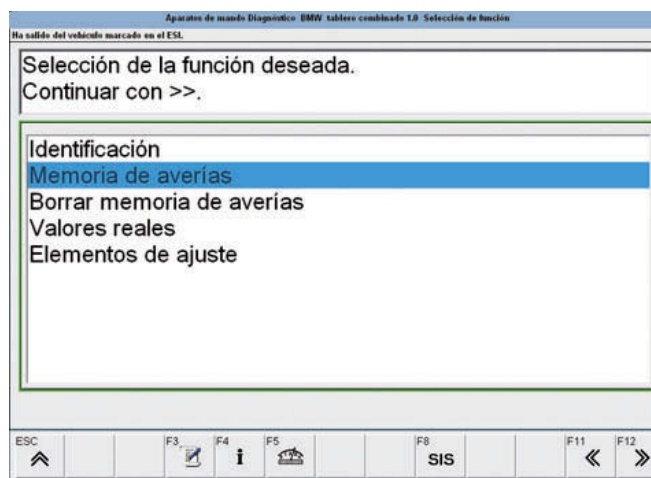 Aparatos de mando Diagnóstico BMW tablero combinado 1.0 Selección de función
Ha salido del vehículo marcado en el ESI.
Selección de la función deseada.
Continuar con >>.
Identificación
Memoria de averías
Borrar memoria de averías
Valores reales
Elementos de ajuste
ESC F3 F4 F5 F8 F11 F12
i SIS « »